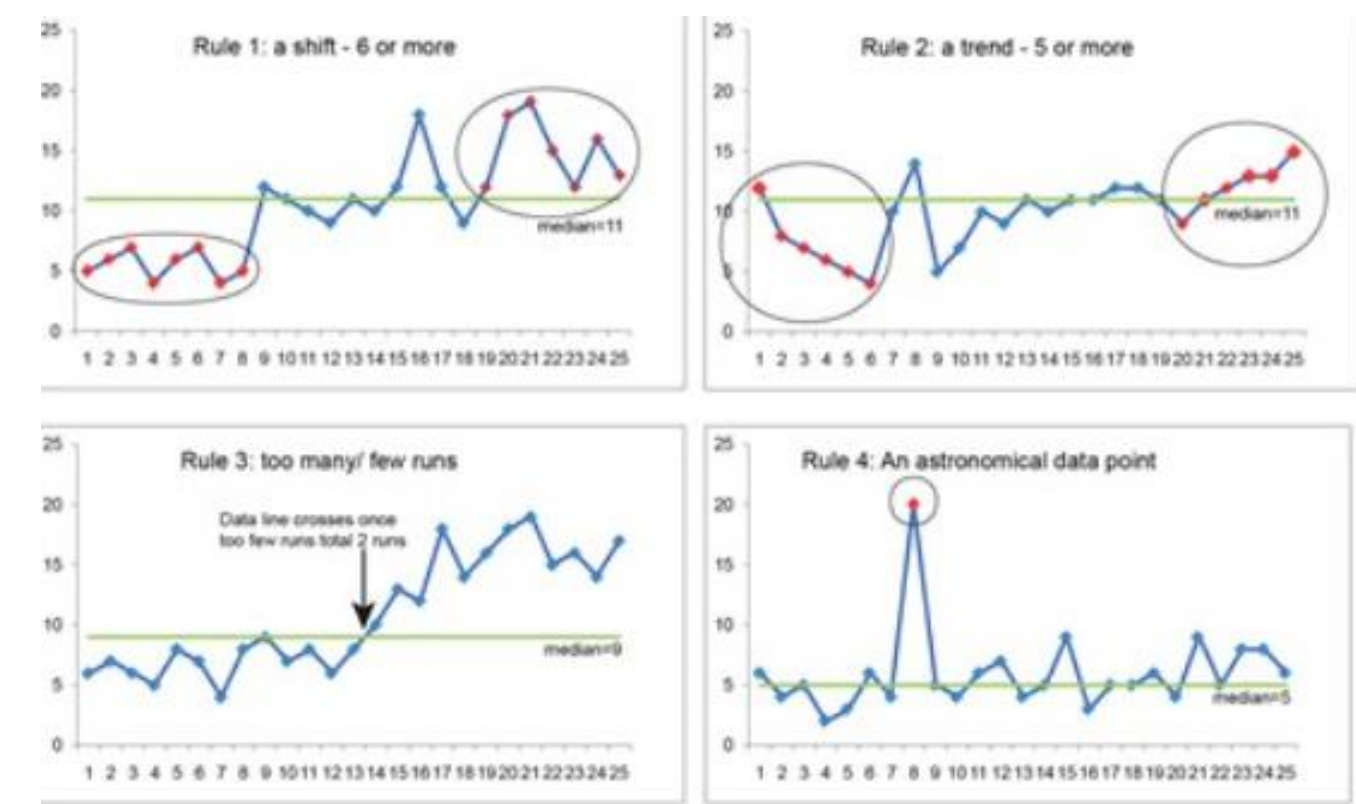 Rule 1: a shift - 6 or more
25
20
15
10
5
0
median=11
1 2 3 4 5 6 7 8 9 10 11 12 13 14 15 16 17 18 19 20 21 22 23 24 25
Rule 2: a trend - 5 or more
25
20
15
10
5
0
median=11
1 2 3 4 5 6 7 8 9 10 11 12 13 14 15 16 17 18 19 20 21 22 23 24 25
Rule 3: too many/ few runs
25
20
15
10
5
0
Data line crosses once
too few runs total 2 runs
median=9
1 2 3 4 5 6 7 8 9 10 11 12 13 14 15 16 17 18 19 20 21 22 23 24 25
Rule 4: An astronomical data point
25
20
15
10
5
0
median=5
1 2 3 4 5 6 7 8 9 10 11 12 13 14 15 16 17 18 19 20 21 22 23 24 25